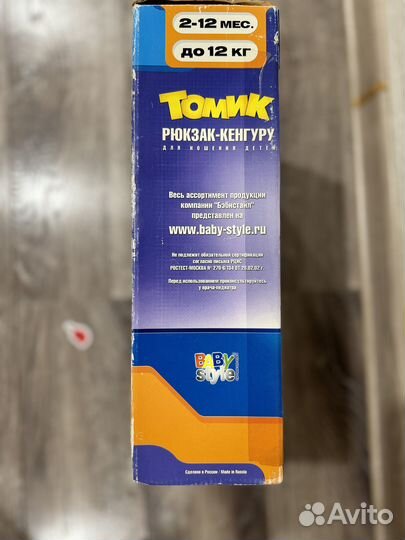 2-12 МЕС.
ДО 12 КГ
ТОМИК
РЮКЗАК-КЕНГУРУ
ДЛЯ НОШЕНИЯ ДЕТЕЙ
Весь ассортимент продукции
компании "Бэбистайл"
представлен на
www.baby-style.ru
Не подлежит обязательной сертификации
согласно письма РЦИС
РОСТЕСТ-МОСКВА №
Перед использованием проконсультируйтесь
у врача-педиатра
BABY
style
Сделано в России / Made in Russia
Avito